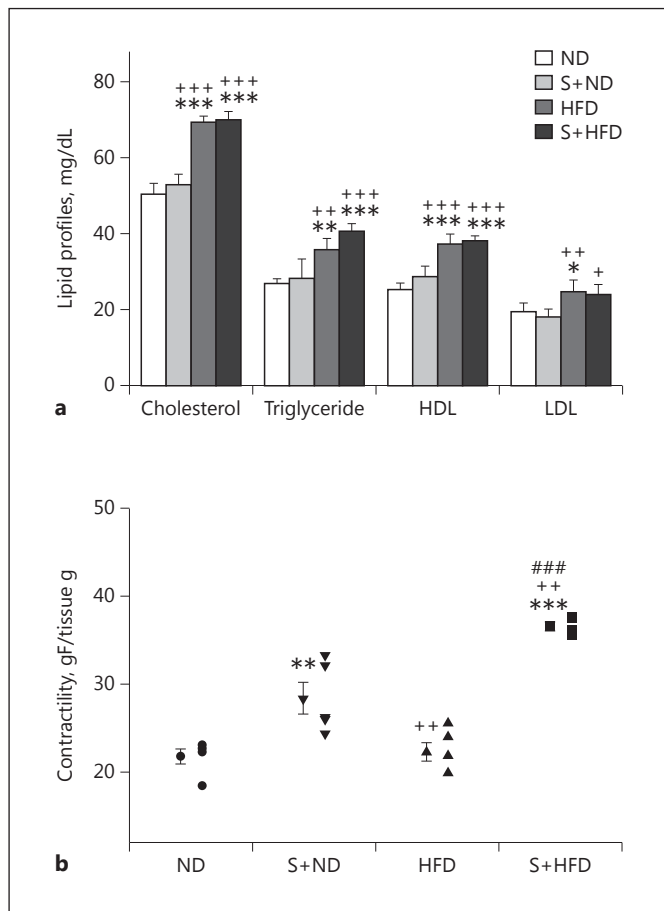 ND
S+ND
HFD
S+HFD
80
60
40
20
0
Lipid profiles, mg/dL
+++
***
+++
***
++
**
+++
***
+++
***
+++
***
++
*
+
Cholesterol Triglyceride HDL LDL
a
50
40
30
20
Contractility, gF/tissue g
**
++
###
++
***
ND S+ND HFD S+HFD
b